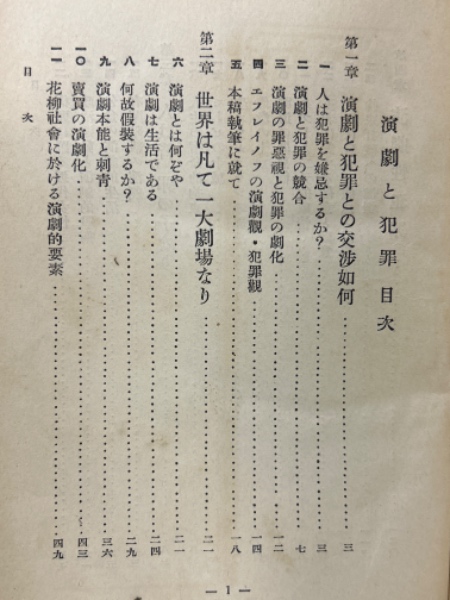 演劇と犯罪目次
第一章 演劇と犯罪との交渉如何…………三
一 人は犯罪を嫌忌するか?…………三
二 演劇と犯罪の競合…………七
三 演劇の罪惡視と犯罪の劇化…………一二
四 エフレイノフの演劇觀・犯罪觀…………一四
五 本稿執筆に就て…………一八
第二章 世界は凡て一大劇場なり…………二一
六 演劇とは何ぞや…………二一
七 演劇は生活である…………二四
八 何故假裝するか?…………二九
九 演劇本能と刺青…………三六
一〇 賣買の演劇化…………四三
一一 花柳社會に於ける演劇的要素…………四九
目次
— 1 —